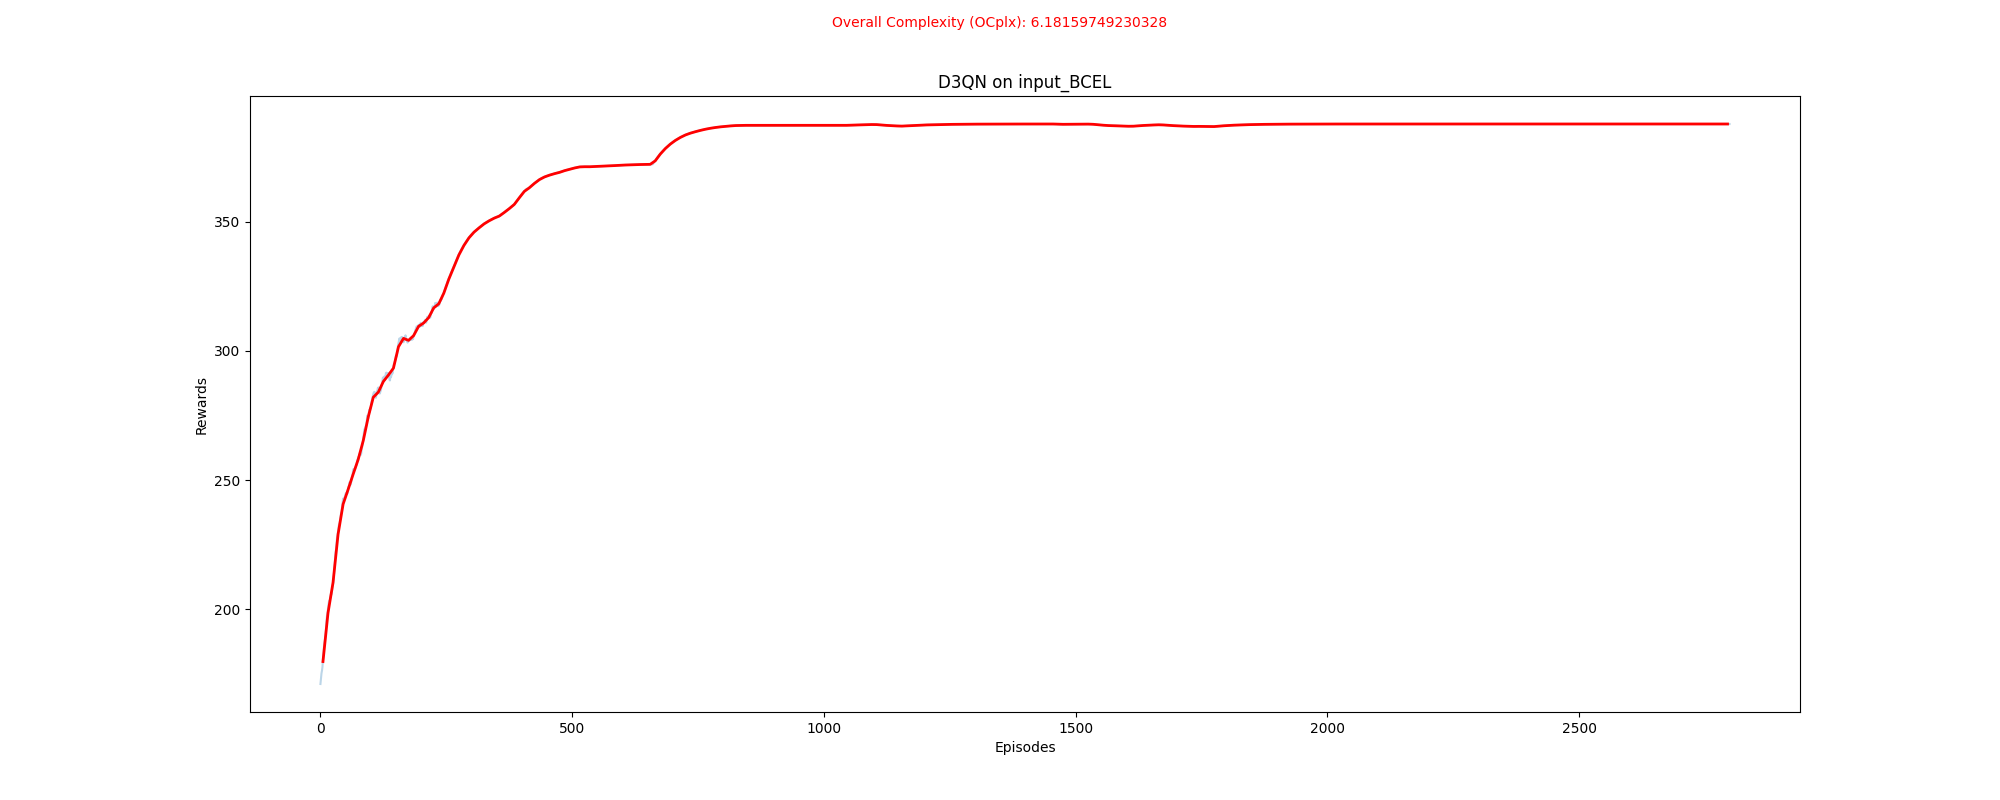 Overall Complexity (OCplx): 6.18159749230328
D3QN on input_BCEL
350
300
250
200
Rewards
0 500 1000 1500 2000 2500
Episodes